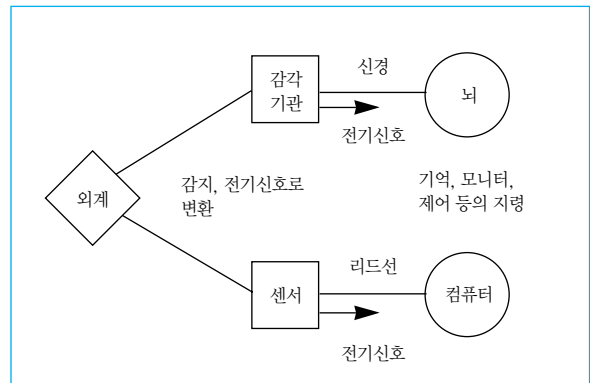 감각
기관
신경
뇌
전기신호
외계
감지, 전기신호로
변환
기억, 모니터,
제어 등의 지령
센서
리드선
컴퓨터
전기신호